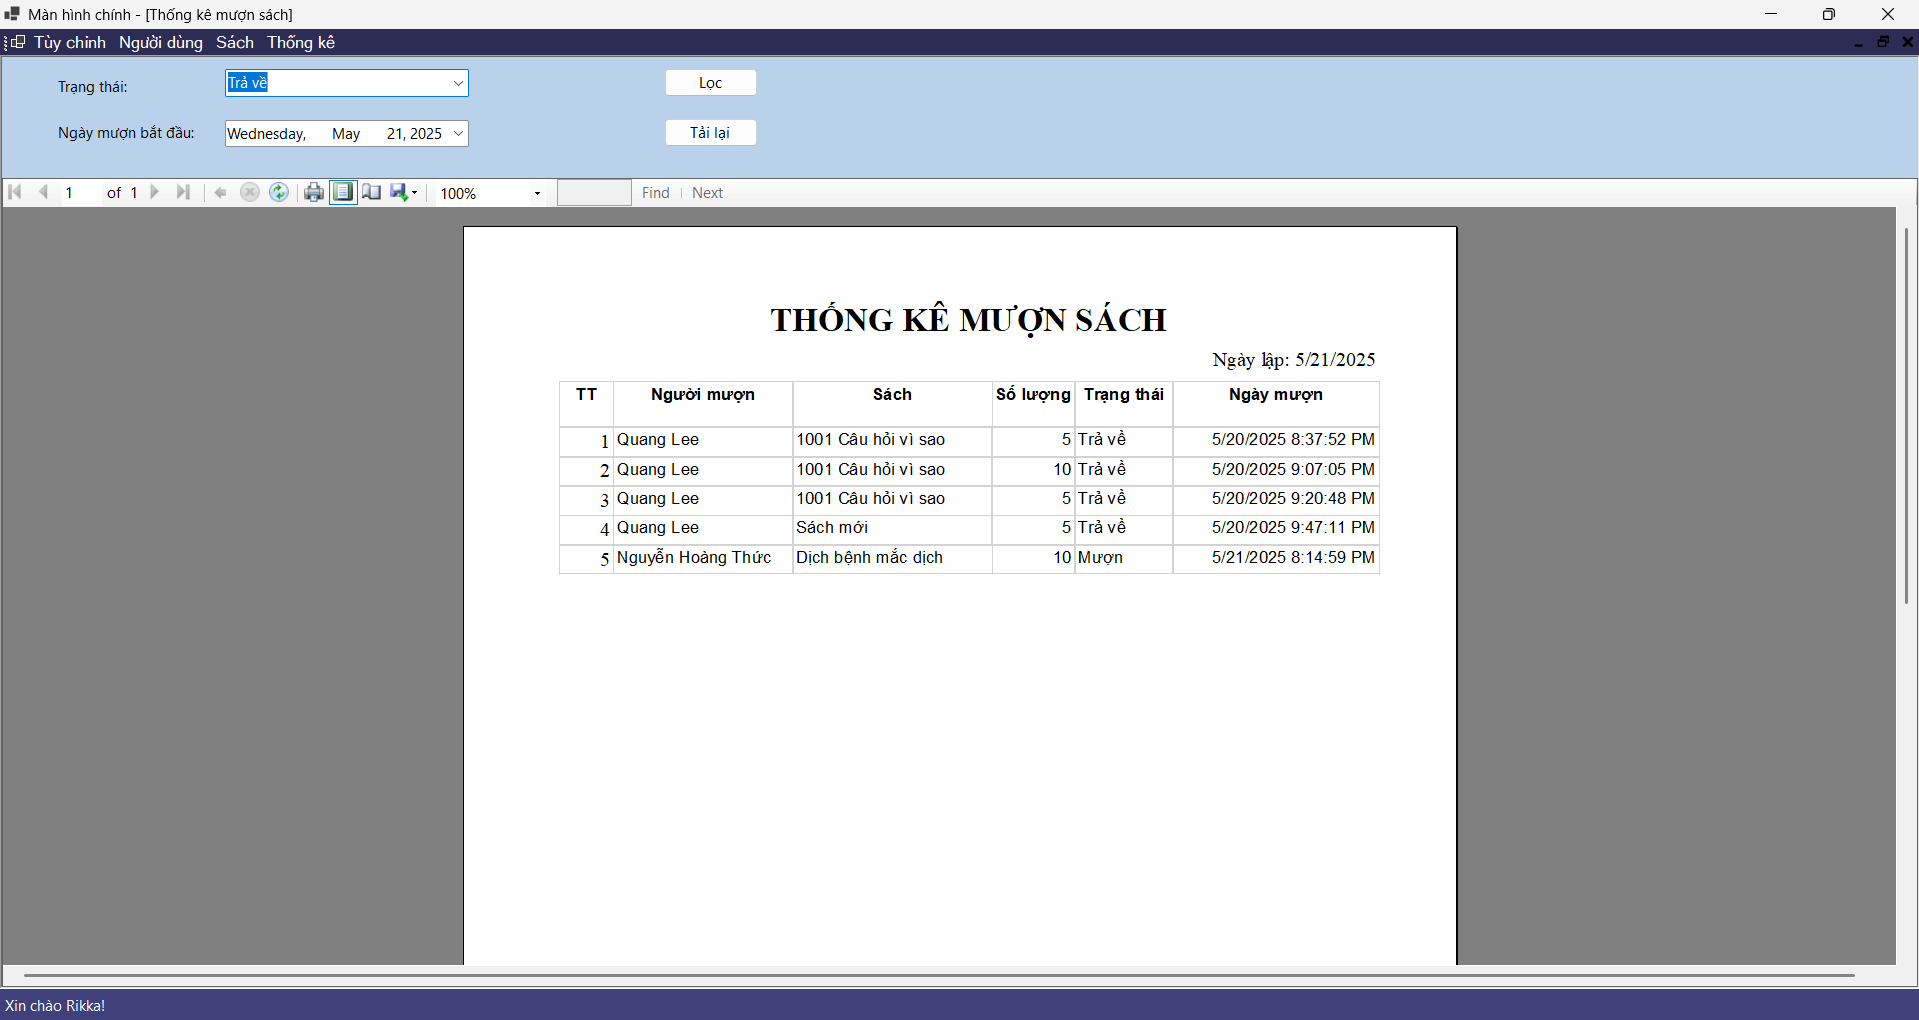 Màn hình chính - [Thống kê mượn sách]
Tùy chỉnh Người dùng Sách Thống kê
Trạng thái: Trả về Lọc
Ngày mượn bắt đầu: Wednesday, May 21, 2025 Tải lại
1 of 1 100% Find Next
THỐNG KÊ MƯỢN SÁCH
Ngày lập: 5/21/2025
TT Người mượn Sách Số lượng Trạng thái Ngày mượn
1 Quang Lee 1001 Câu hỏi vì sao 5 Trả về 5/20/2025 8:37:52 PM
2 Quang Lee 1001 Câu hỏi vì sao 10 Trả về 5/20/2025 9:07:05 PM
3 Quang Lee 1001 Câu hỏi vì sao 5 Trả về 5/20/2025 9:20:48 PM
4 Quang Lee Sách mới 5 Trả về 5/20/2025 9:47:11 PM
5 Nguyễn Hoàng Thức Dịch bệnh mắc dịch 10 Mượn 5/21/2025 8:14:59 PM
Xin chào Rikka!